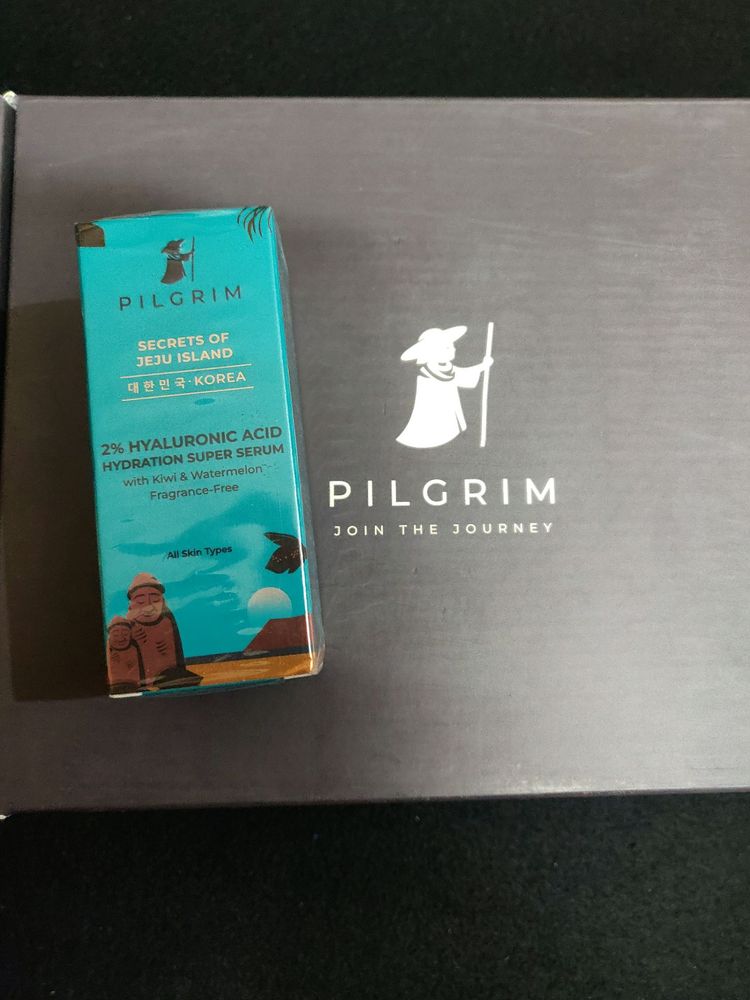 PILGRIM
SECRETS OF
JEJU ISLAND
대한민국·KOREA
2% HYALURONIC ACID
HYDRATION SUPER SERUM
with Kiwi & Watermelon
Fragrance-Free
All Skin Types
PILGRIM
JOIN THE JOURNEY